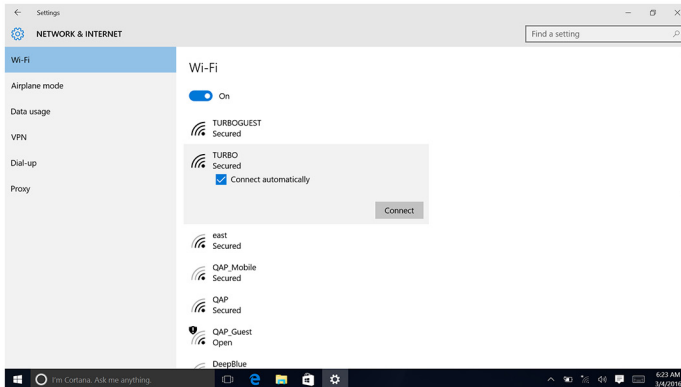 Settings
NETWORK & INTERNET
Find a setting
Wi-Fi
Airplane mode
Data usage
VPN
Dial-up
Proxy
Wi-Fi
On
TURBOGUEST
Secured
TURBO
Secured
Connect automatically
Connect
east
Secured
QAP_Mobile
Secured
QAP
Secured
QAP_Guest
Open
DeepBlue
I'm Cortana. Ask me anything.
6:23 AM
3/4/2016